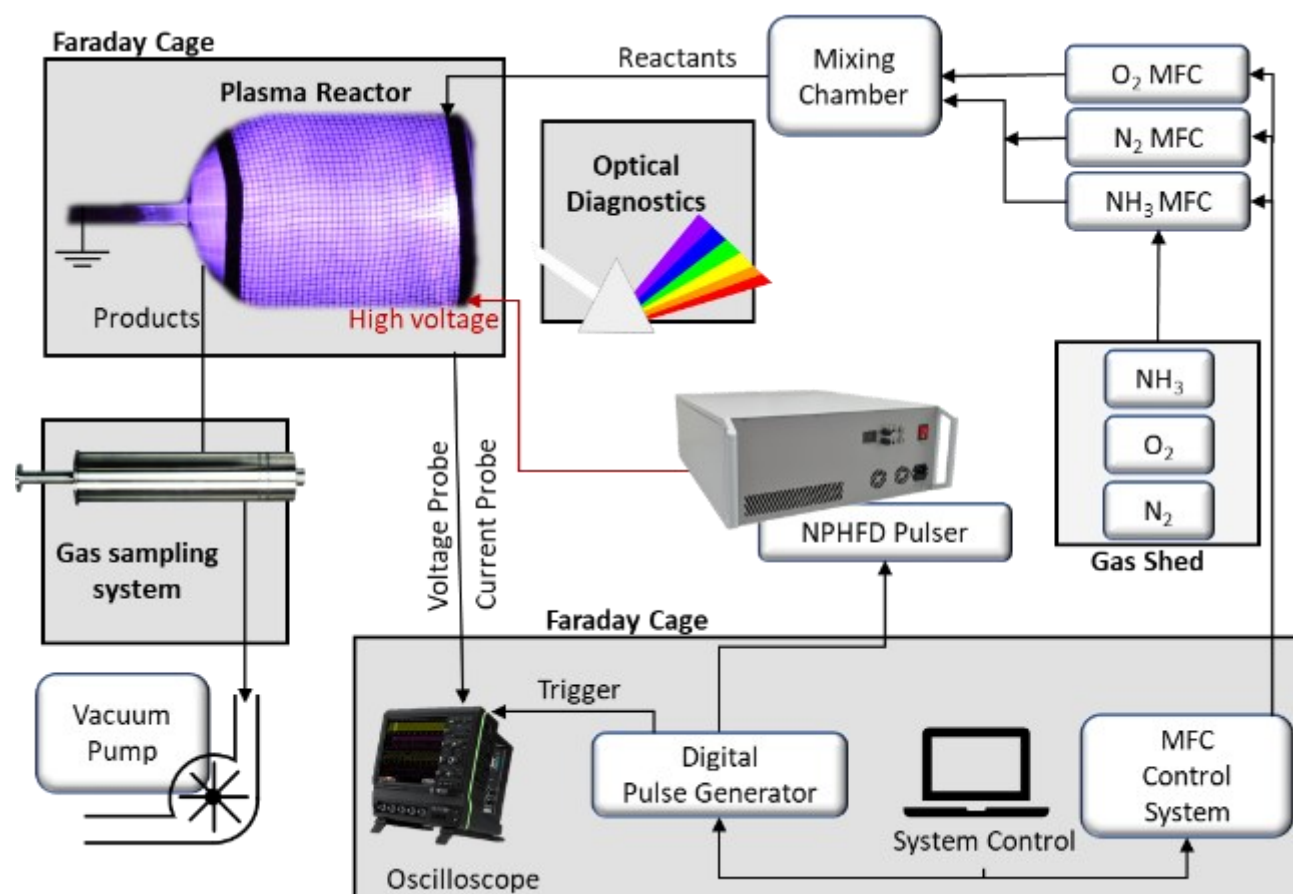 Faraday Cage
Plasma Reactor
Reactants
Mixing
Chamber
O₂ MFC
N₂ MFC
NH₃ MFC
Optical
Diagnostics
Products
High voltage
NH₃
O₂
N₂
Gas Shed
Voltage Probe
Current Probe
NPHFD Pulser
Gas sampling
system
Faraday Cage
Vacuum
Pump
Trigger
Digital
Pulse Generator
MFC
Control
System
System Control
Oscilloscope